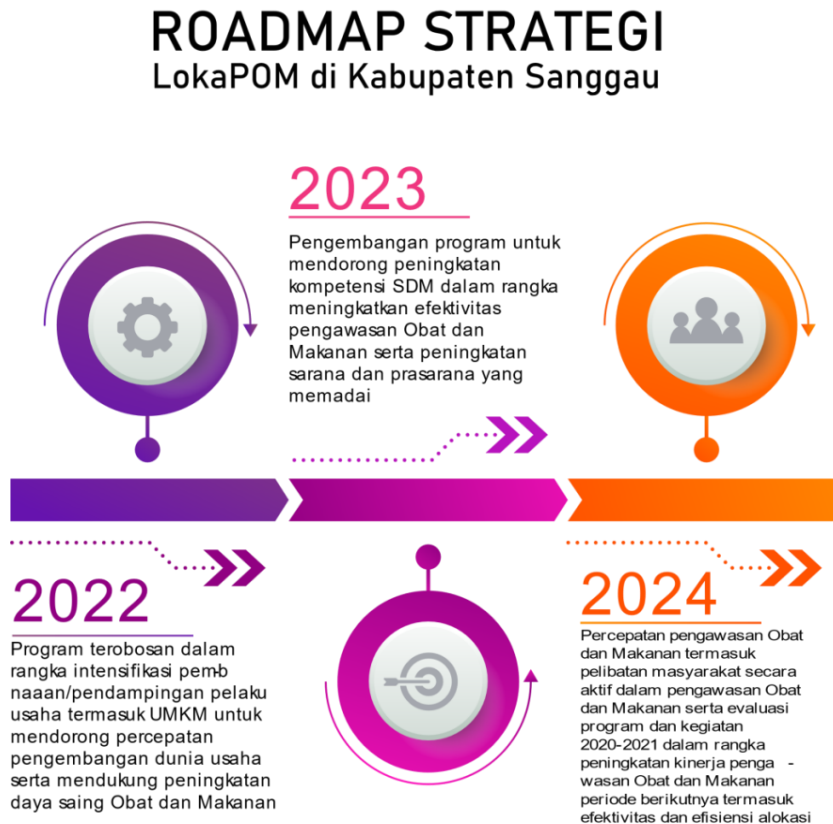 ROADMAP STRATEGI
LokaPOM di Kabupaten Sanggau
2023
Pengembangan program untuk
mendorong peningkatan
kompetensi SDM dalam rangka
meningkatkan efektivitas
pengawasan Obat dan
Makanan serta peningkatan
sarana dan prasarana yang
memadai
2022
Program terobosan dalam
rangka intensifikasi pemb
naaan/pendampingan pelaku
usaha termasuk UMKM untuk
mendorong percepatan
pengembangan dunia usaha
serta mendukung peningkatan
daya saing Obat dan Makanan
2024
Percepatan pengawasan Obat
dan Makanan termasuk
pelibatan masyarakat secara
aktif dalam pengawasan Obat
dan Makanan serta evaluasi
program dan kegiatan
2020-2021 dalam rangka
peningkatan kinerja penga -
wasan Obat dan Makanan
periode berikutnya termasuk
efektivitas dan efisiensi alokasi